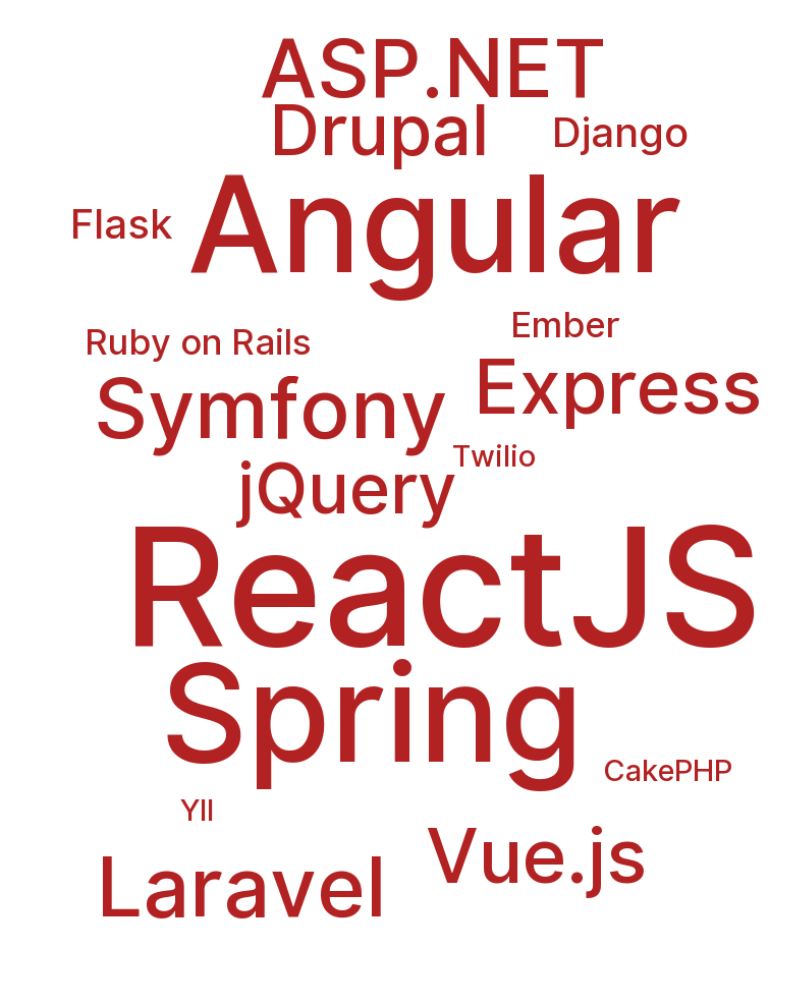 ASP.NET
Drupal
Django
Angular
Flask
Ember
Ruby on Rails
Express
Symfony
Twilio
jQuery
ReactJS
Spring
CakePHP
YII
Vue.js
Laravel